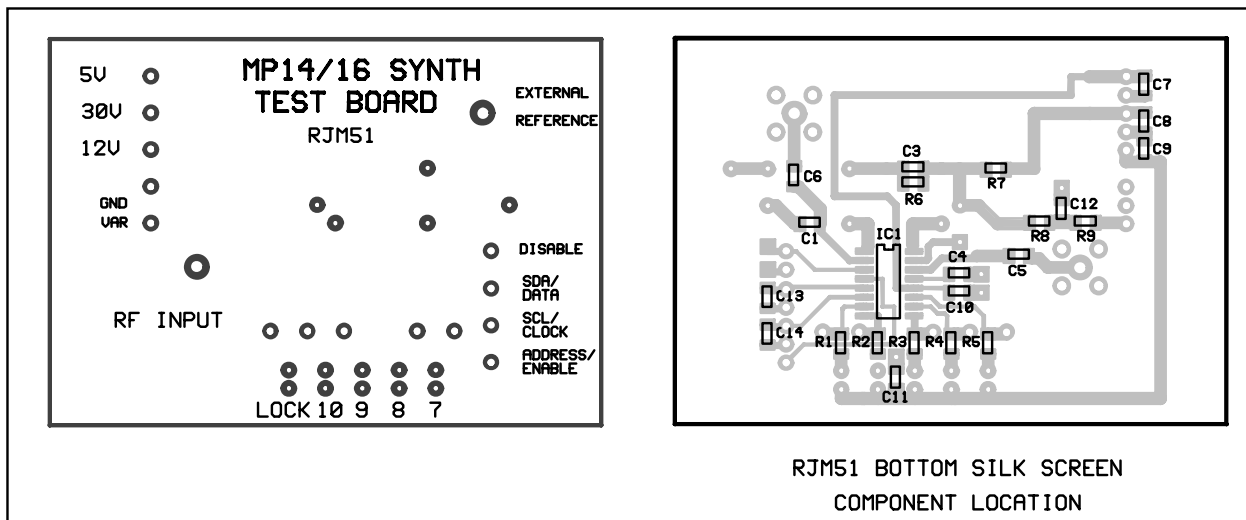 5V
30V
12V
GND
VAR
MP14/16 SYNTH
TEST BOARD
RJM51
EXTERNAL
REFERENCE
DISABLE
SDA/
DATA
SCL/
CLOCK
ADDRESS/
ENABLE
RF INPUT
LOCK 10 9 8 7
C7
C8
C9
C3
R6
R7
C6
C12
C1
IC1
R8 R9
C4
C5
C10
C13
C14
R1 R2 R3 R4 R5
C11
RJM51 BOTTOM SILK SCREEN
COMPONENT LOCATION